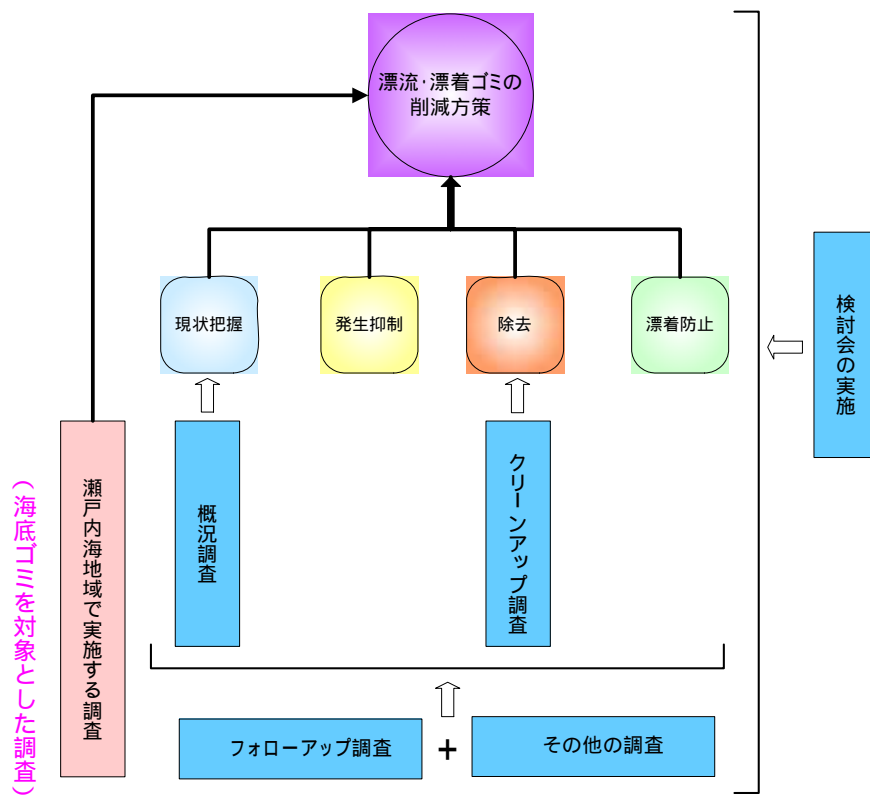 漂流・漂着ゴミの
削減方策
現状把握
発生抑制
除去
漂着防止
検討会の実施
概況調査
クリーンアップ調査
瀬戸内海地域で実施する調査
(海底ゴミを対象とした調査)
フォローアップ調査
+
その他の調査